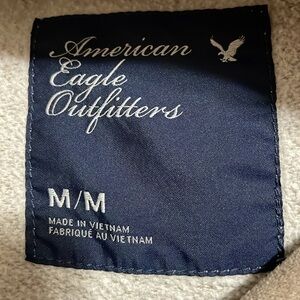 American
Eagle
Outfitters
M/M
MADE IN VIETNAM
FABRIQUÉ AU VIETNAM